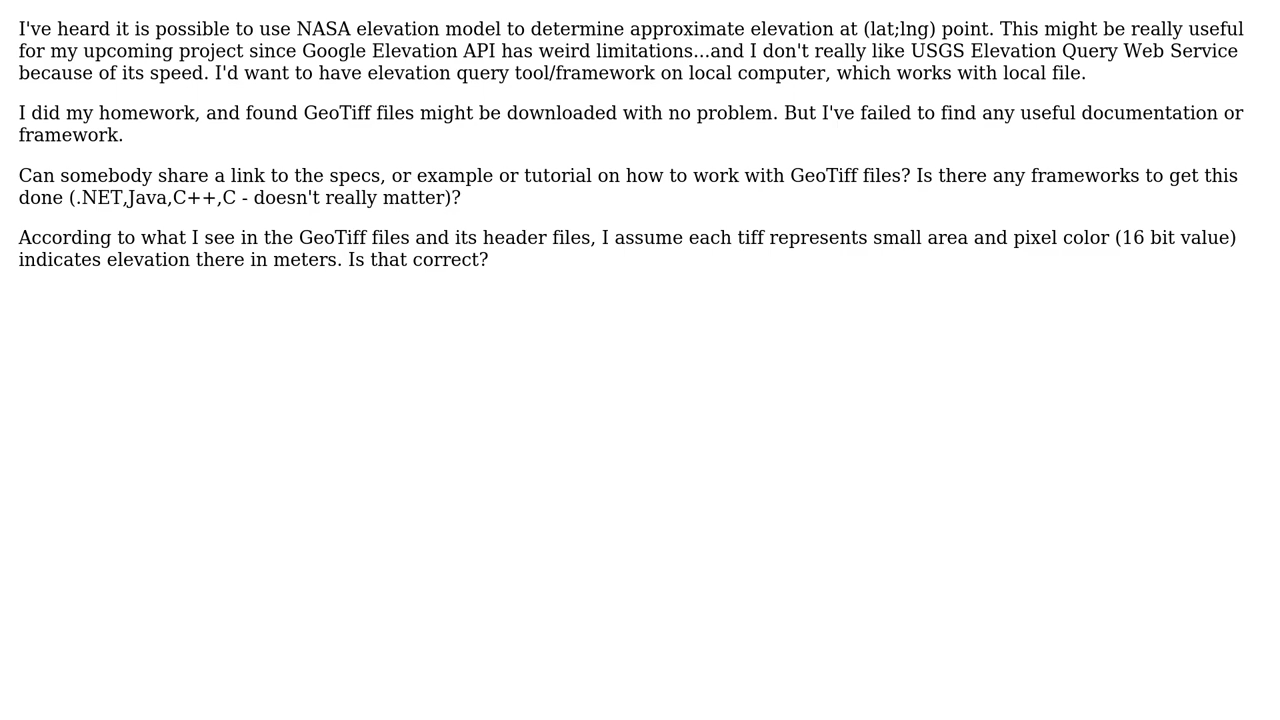 I've heard it is possible to use NASA elevation model to determine approximate elevation at (lat;lng) point. This might be really useful
for my upcoming project since Google Elevation API has weird limitations...and I don't really like USGS Elevation Query Web Service
because of its speed. I'd want to have elevation query tool/framework on local computer, which works with local file.
I did my homework, and found GeoTiff files might be downloaded with no problem. But I've failed to find any useful documentation or
framework.
Can somebody share a link to the specs, or example or tutorial on how to work with GeoTiff files? Is there any frameworks to get this
done (.NET,Java,C++,C - doesn't really matter)?
According to what I see in the GeoTiff files and its header files, I assume each tiff represents small area and pixel color (16 bit value)
indicates elevation there in meters. Is that correct?